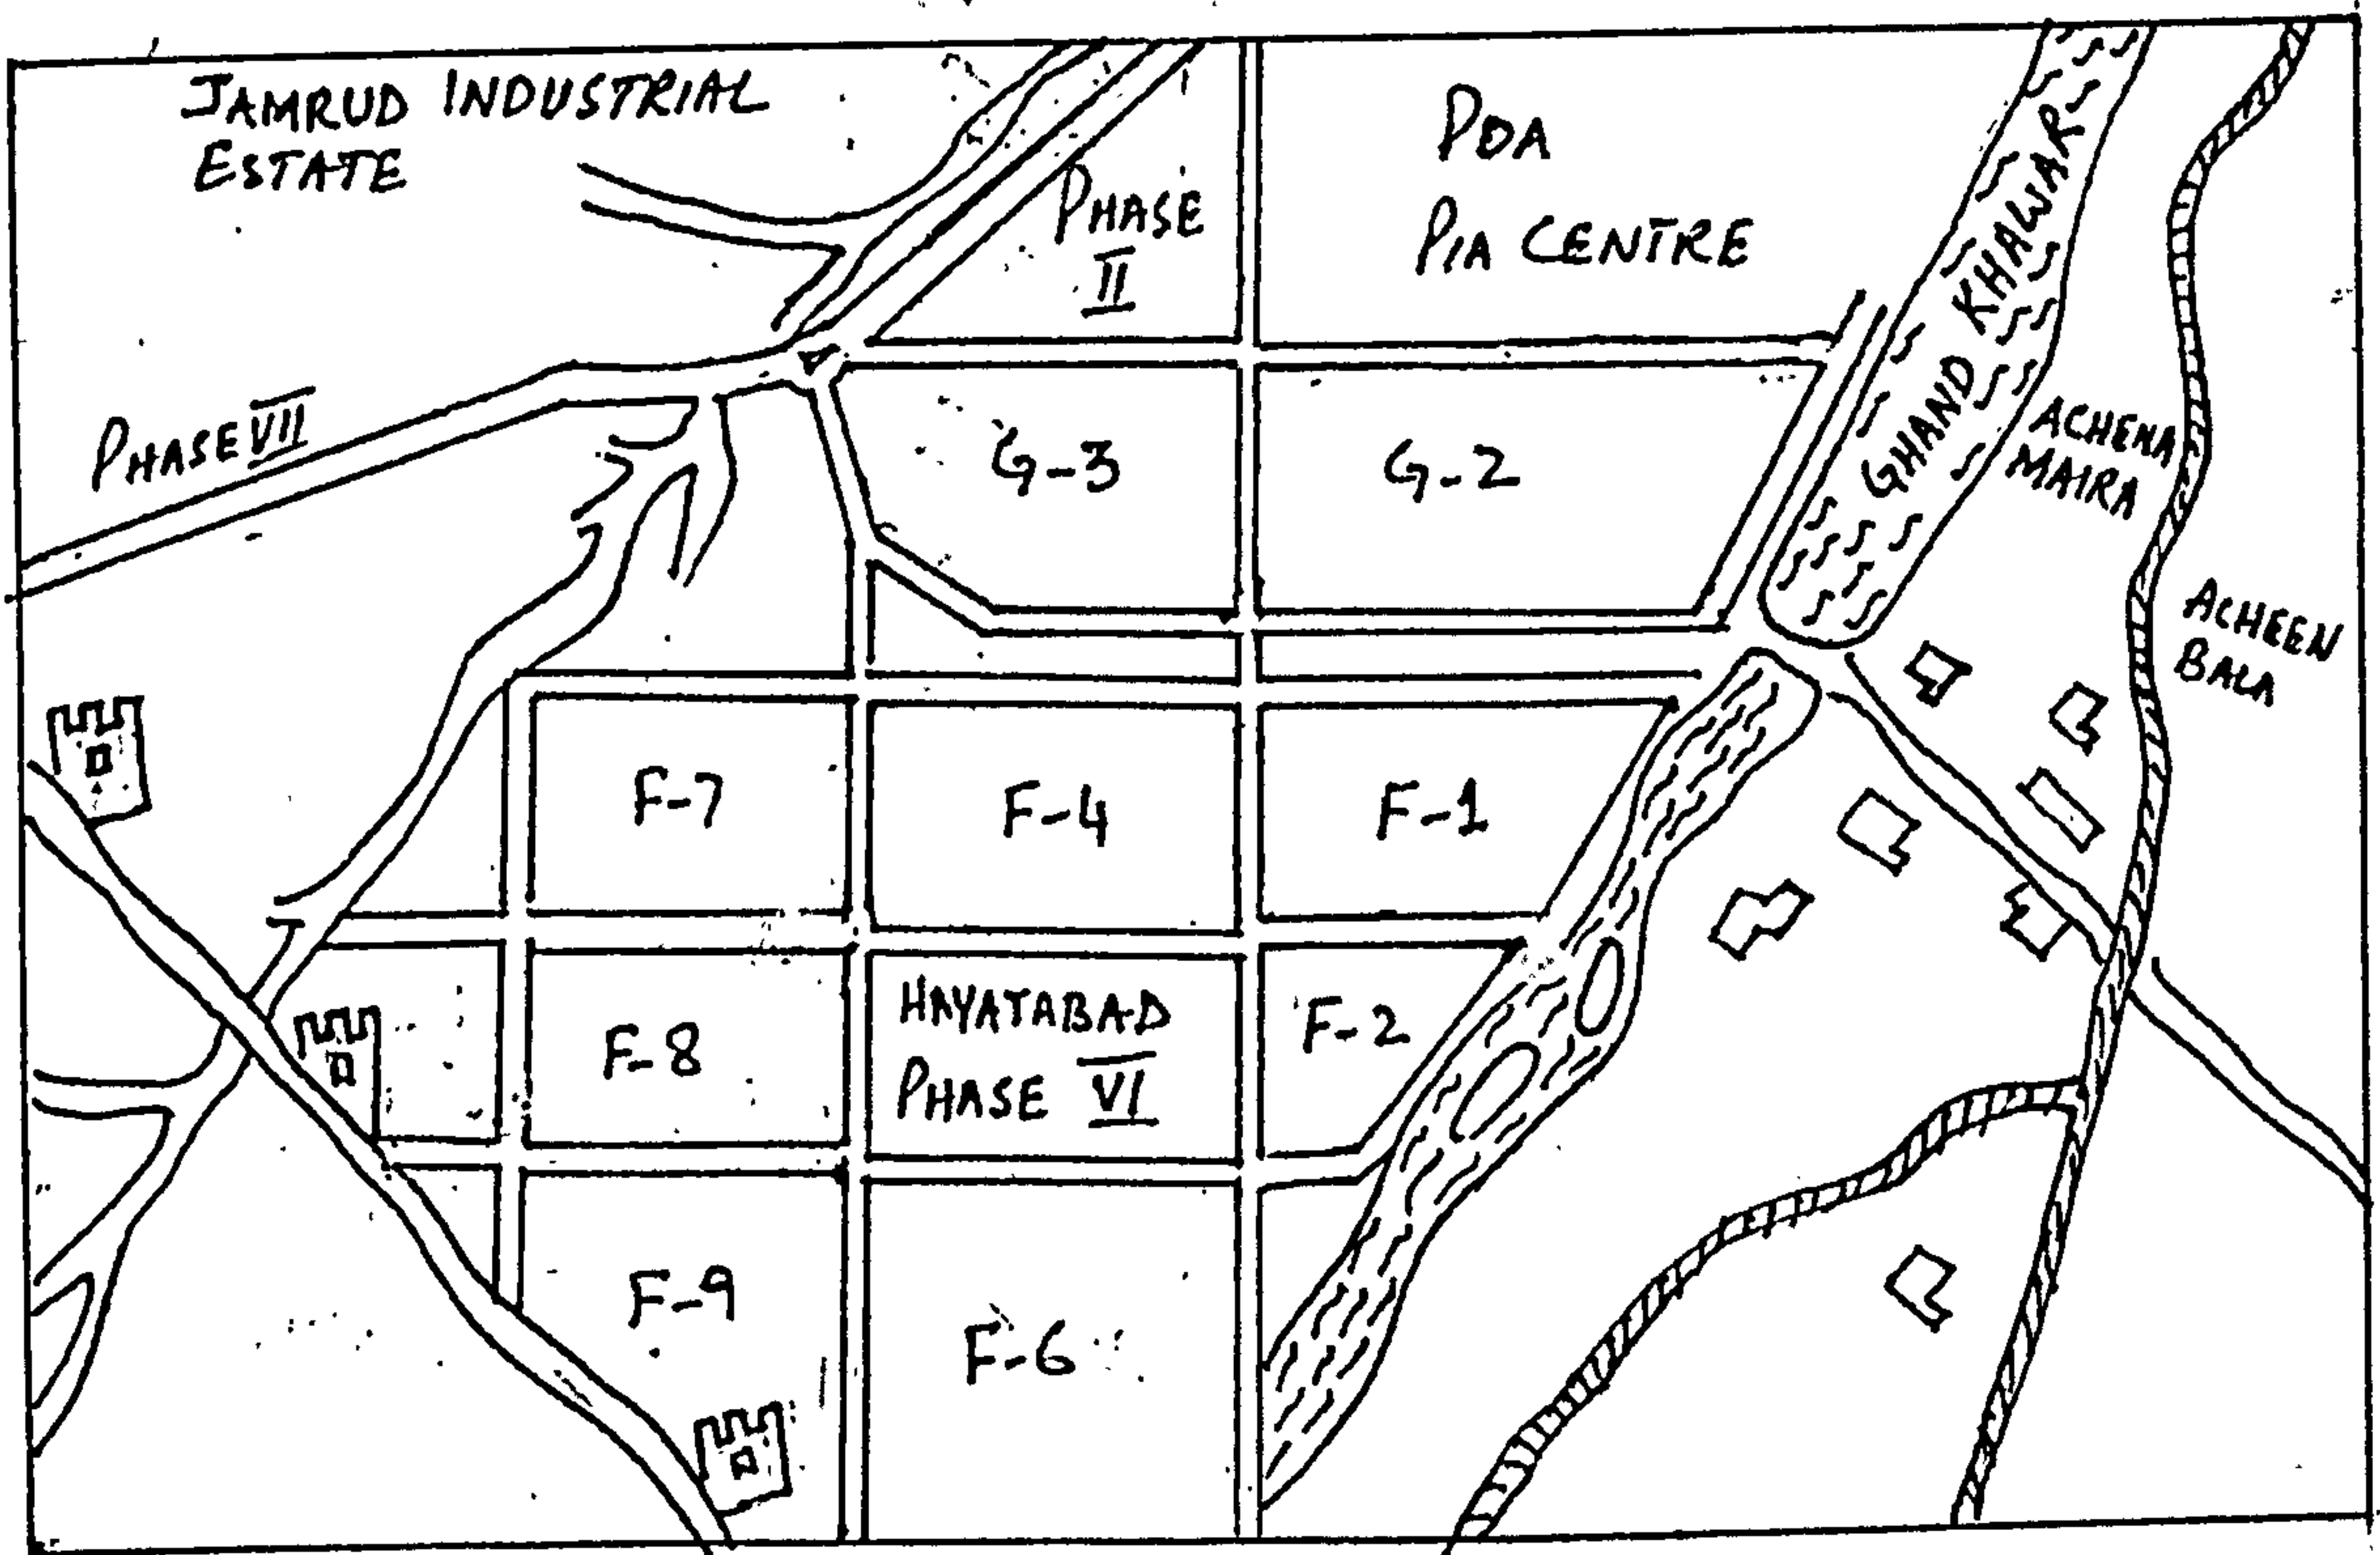 JAMRUD INDUSTRIAL
ESTATE
PHASE
II
PDA
PIA CENTRE
GHAND KHAWAR
PHASE VII
G-3
G-2
ACHENA
MAIRA
ACHEEN
BALA
F-7
F-4
F-1
F-8
HAYATABAD
PHASE VI
F-2
F-9
F-6